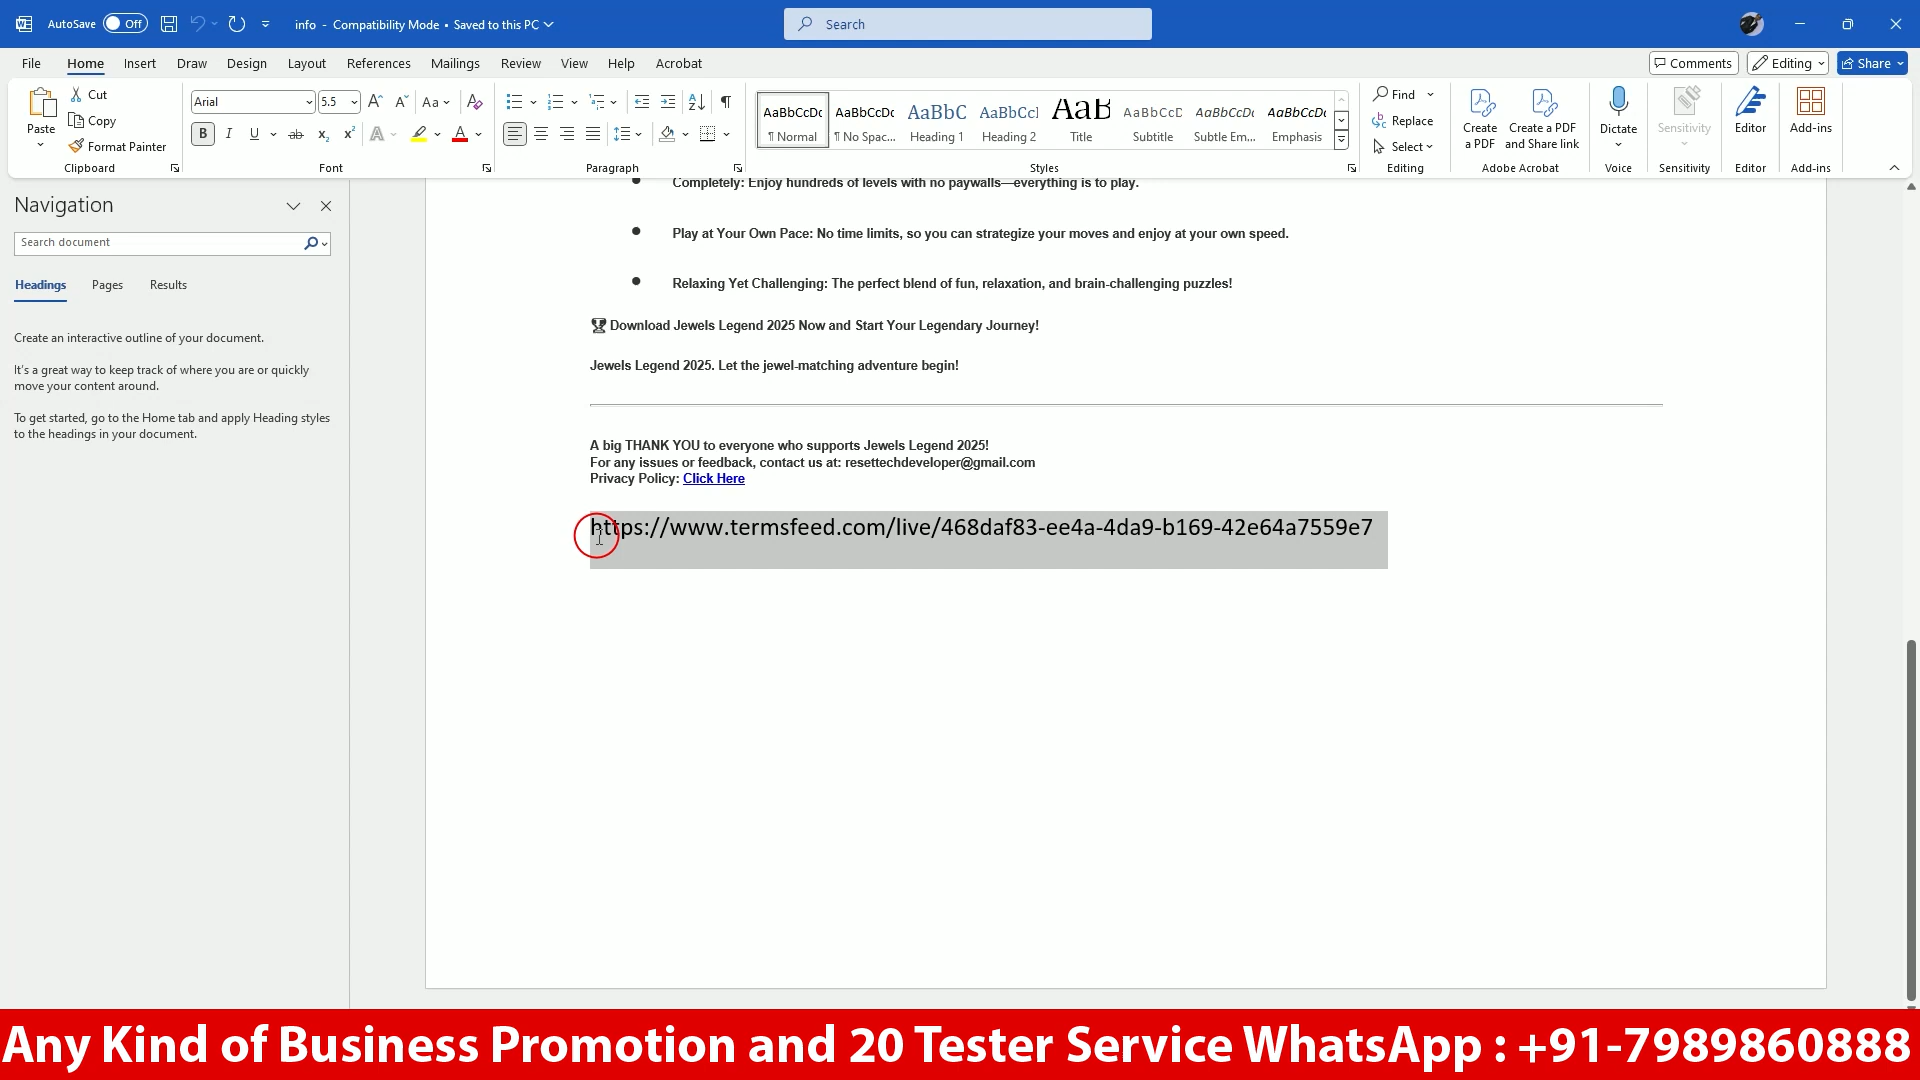 AutoSave Off info - Compatibility Mode • Saved to this PC Search
File Home Insert Draw Design Layout References Mailings Review View Help Acrobat Comments Editing Share
Paste Cut Copy Format Painter Clipboard
Arial 5.5 Aa Font
Paragraph
AaBbCcDc ¶ Normal
AaBbCcDc ¶ No Spac...
AaBbC Heading 1
AaBbCc Heading 2
AaB Title
AaBbCcD Subtitle
AaBbCcDc Subtle Em...
AaBbCcDc Emphasis
Styles
Find Replace Select Editing
Create a PDF
Create a PDF and Share link
Adobe Acrobat
Dictate Voice
Sensitivity Sensitivity
Editor Editor
Add-ins Add-ins
Navigation
Search document
Headings Pages Results
Create an interactive outline of your document.
It's a great way to keep track of where you are or quickly
move your content around.
To get started, go to the Home tab and apply Heading styles
to the headings in your document.
Completely: Enjoy hundreds of levels with no paywalls—everything is to play.
• Play at Your Own Pace: No time limits, so you can strategize your moves and enjoy at your own speed.
• Relaxing Yet Challenging: The perfect blend of fun, relaxation, and brain-challenging puzzles!
🏆 Download Jewels Legend 2025 Now and Start Your Legendary Journey!
Jewels Legend 2025. Let the jewel-matching adventure begin!
A big THANK YOU to everyone who supports Jewels Legend 2025!
For any issues or feedback, contact us at: resettechdeveloper@gmail.com
Privacy Policy: Click Here
https://www.termsfeed.com/live/468daf83-ee4a-4da9-b169-42e64a7559e7
Any Kind of Business Promotion and 20 Tester Service WhatsApp : +91-7989860888